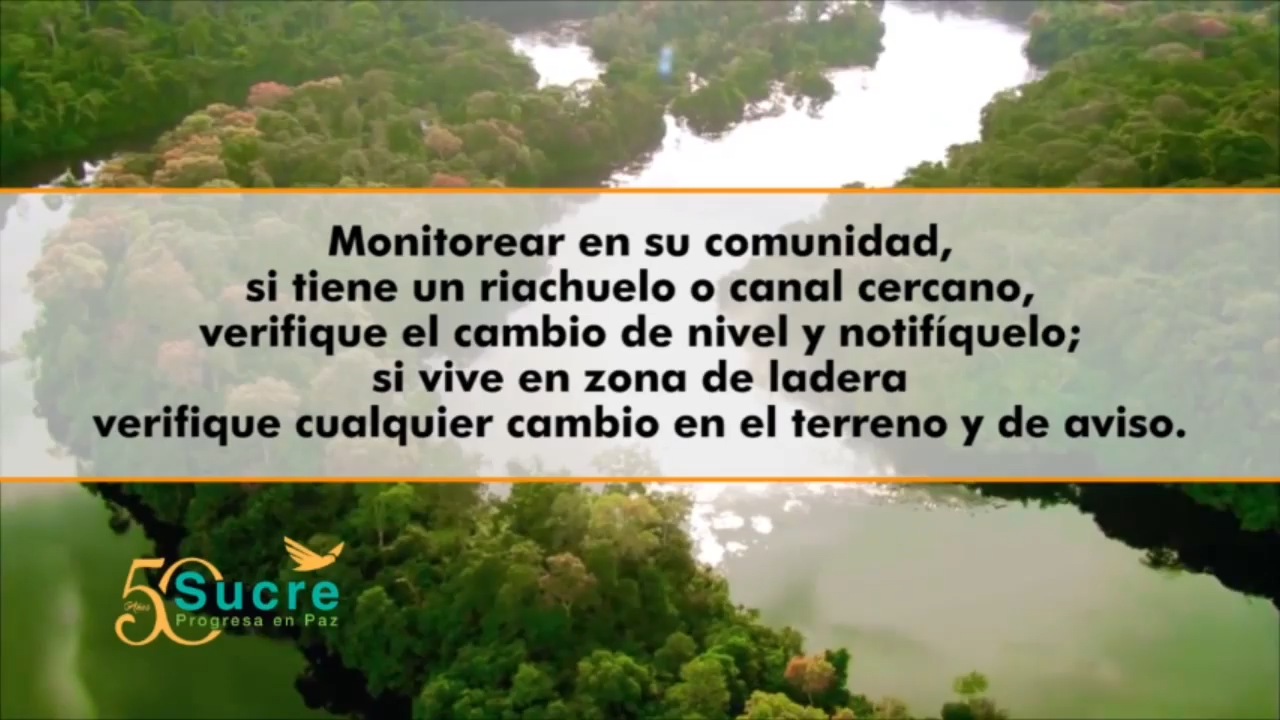 Monitorear en su comunidad,
si tiene un riachuelo o canal cercano,
verifique el cambio de nivel y notifíquelo;
si vive en zona de ladera
verifique cualquier cambio en el terreno y de aviso.
50 Años
Sucre
Progresa en Paz